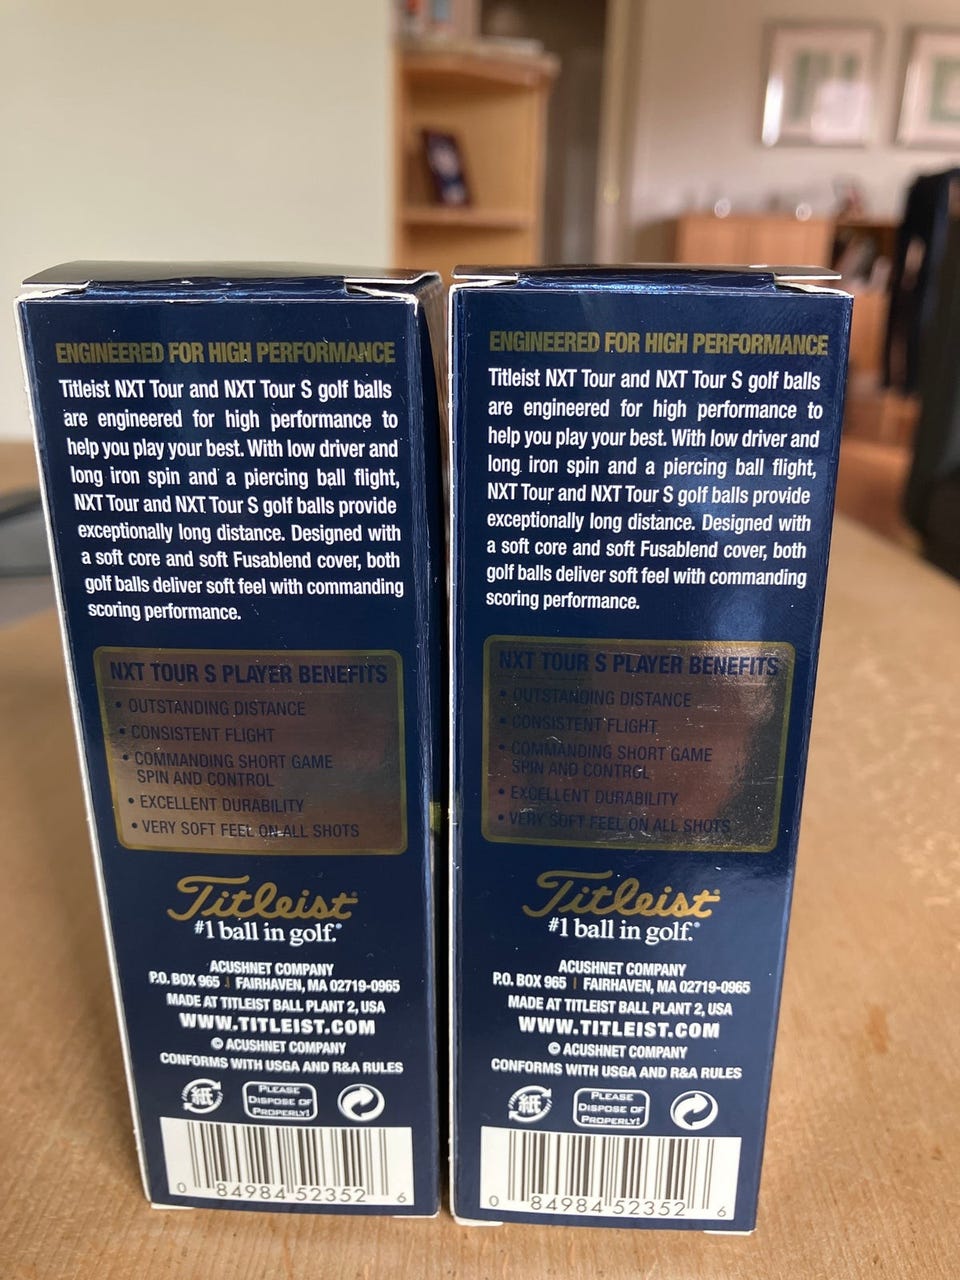 ENGINEERED FOR HIGH PERFORMANCE
Titleist NXT Tour and NXT Tour S golf balls
are engineered for high performance to
help you play your best. With low driver and
long iron spin and a piercing ball flight,
NXT Tour and NXT Tour S golf balls provide
exceptionally long distance. Designed with
a soft core and soft Fusablend cover, both
golf balls deliver soft feel with commanding
scoring performance.
NXT TOUR S PLAYER BENEFITS
• OUTSTANDING DISTANCE
• CONSISTENT FLIGHT
• COMMANDING SHORT GAME
SPIN AND CONTROL
• EXCELLENT DURABILITY
• VERY SOFT FEEL ON ALL SHOTS
Titleist®
#1 ball in golf.®
ACUSHNET COMPANY
P.O. BOX 965 | FAIRHAVEN, MA 02719-0965
MADE AT TITLEIST BALL PLANT 2, USA
WWW.TITLEIST.COM
© ACUSHNET COMPANY
CONFORMS WITH USGA AND R&A RULES
紙
PLEASE
DISPOSE OF
PROPERLY!
0 84984 52352 6
ENGINEERED FOR HIGH PERFORMANCE
Titleist NXT Tour and NXT Tour S golf balls
are engineered for high performance to
help you play your best. With low driver and
long iron spin and a piercing ball flight,
NXT Tour and NXT Tour S golf balls provide
exceptionally long distance. Designed with
a soft core and soft Fusablend cover, both
golf balls deliver soft feel with commanding
scoring performance.
NXT TOUR S PLAYER BENEFITS
• OUTSTANDING DISTANCE
• CONSISTENT FLIGHT
• COMMANDING SHORT GAME
SPIN AND CONTROL
• EXCELLENT DURABILITY
• VERY SOFT FEEL ON ALL SHOTS
Titleist®
#1 ball in golf.®
ACUSHNET COMPANY
P.O. BOX 965 | FAIRHAVEN, MA 02719-0965
MADE AT TITLEIST BALL PLANT 2, USA
WWW.TITLEIST.COM
© ACUSHNET COMPANY
CONFORMS WITH USGA AND R&A RULES
紙
PLEASE
DISPOSE OF
PROPERLY!
0 84984 52352 6